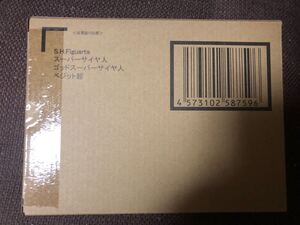 S.H.Figuarts
スーパーサイヤ人
ゴッドスーパーサイヤ人
ベジット超
4 573102 587596